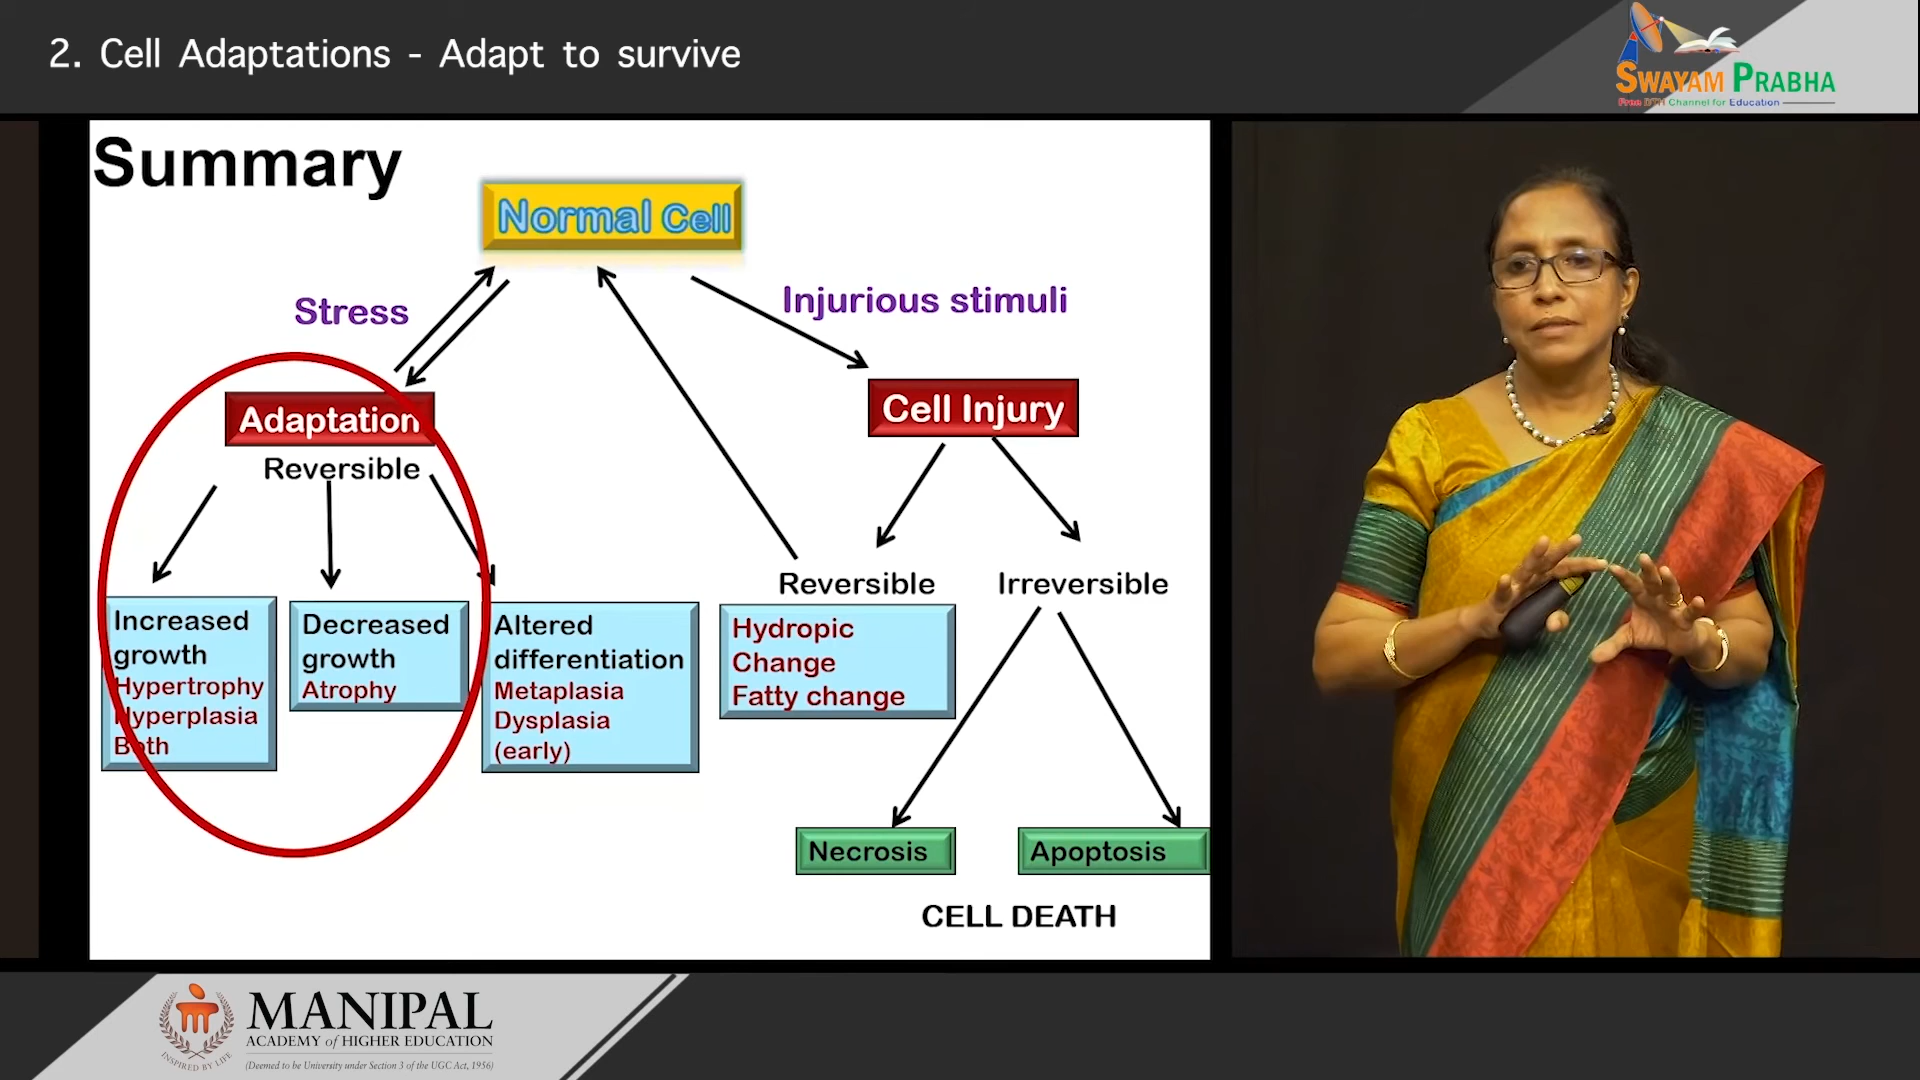 2. Cell Adaptations - Adapt to survive
SWAYAM PRABHA
Free DTH Channel for Education
Summary
Normal Cell
Stress
Injurious stimuli
Adaptation
Reversible
Cell Injury
Reversible
Irreversible
Increased
growth
Hypertrophy
Hyperplasia
Both
Decreased
growth
Atrophy
Altered
differentiation
Metaplasia
Dysplasia
(early)
Hydropic
Change
Fatty change
Necrosis
Apoptosis
CELL DEATH
INSPIRED BY LIFE
MANIPAL
ACADEMY of HIGHER EDUCATION
(Deemed to be University under Section 3 of the UGC Act, 1956)